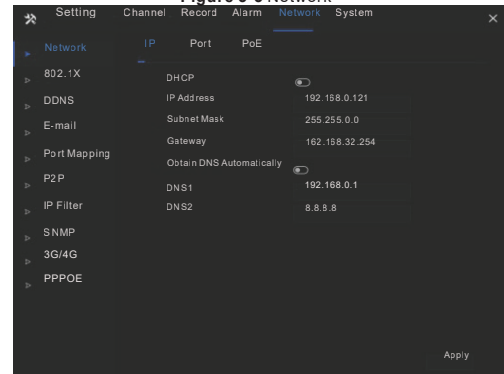 Setting Channel Record Alarm Network System
Network IP Port PoE
802.1X DHCP
DDNS IP Address 192.168.0.121
E-mail Subnet Mask 255.255.0.0
Gateway 162.168.32.254
Port Mapping Obtain DNS Automatically
P2P DNS1 192.168.0.1
IP Filter DNS2 8.8.8.8
SNMP
3G/4G
PPPOE
Apply